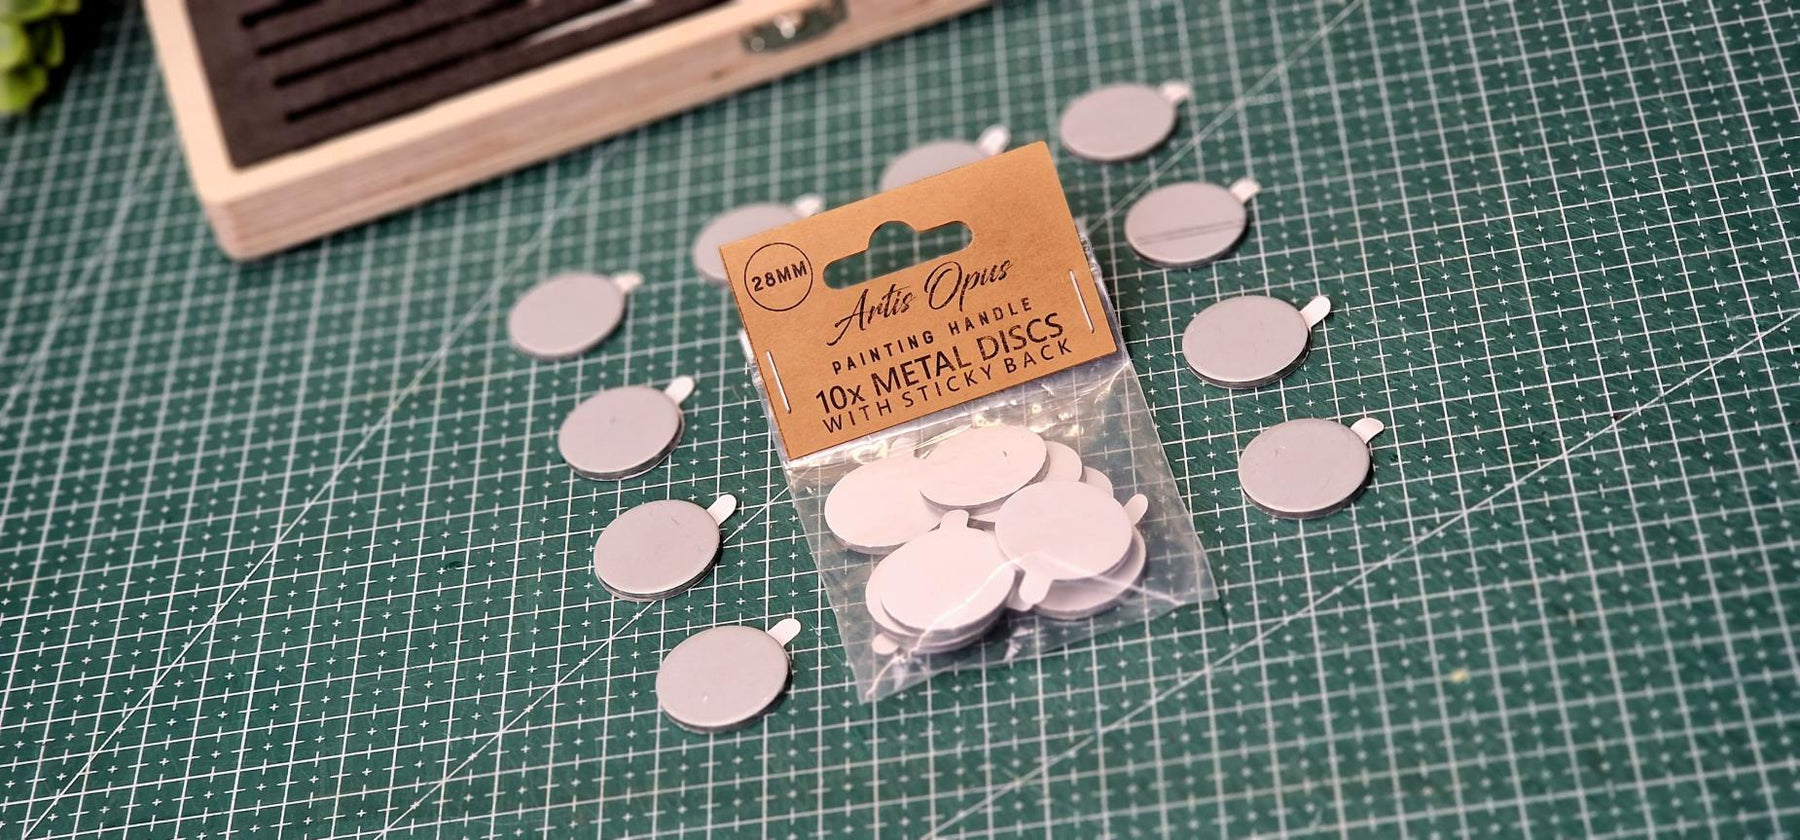 28MM
Artis Opus
PAINTING HANDLE
10x METAL DISCS
WITH STICKY BACK